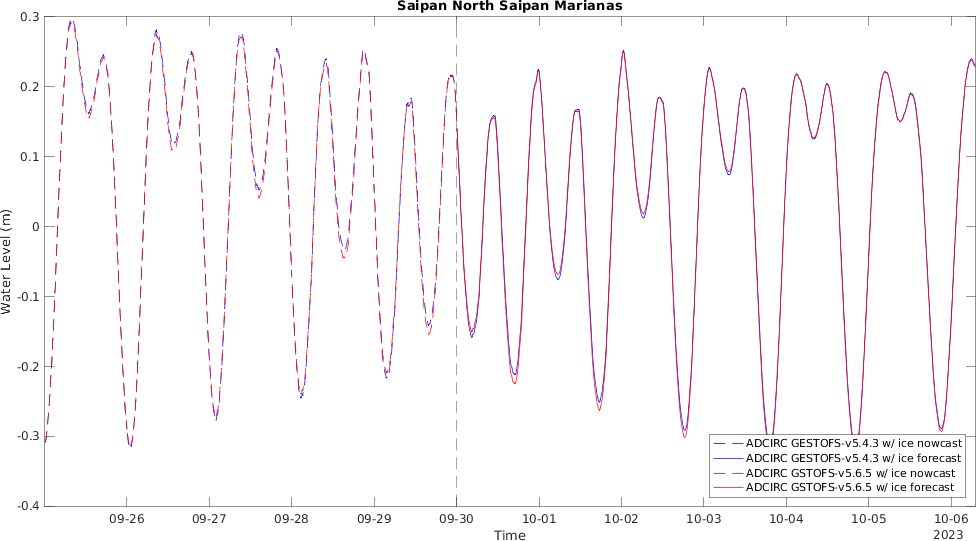 Saipan North Saipan Marianas
0.3
0.2
0.1
0
-0.1
-0.2
-0.3
-0.4
Water Level (m)
09-26 09-27 09-28 09-29 09-30 10-01 10-02 10-03 10-04 10-05 10-06
2023
Time
ADCIRC GESTOFS-v5.4.3 w/ ice nowcast
ADCIRC GESTOFS-v5.4.3 w/ ice forecast
ADCIRC GSTOFS-v5.6.5 w/ ice nowcast
ADCIRC GSTOFS-v5.6.5 w/ ice forecast